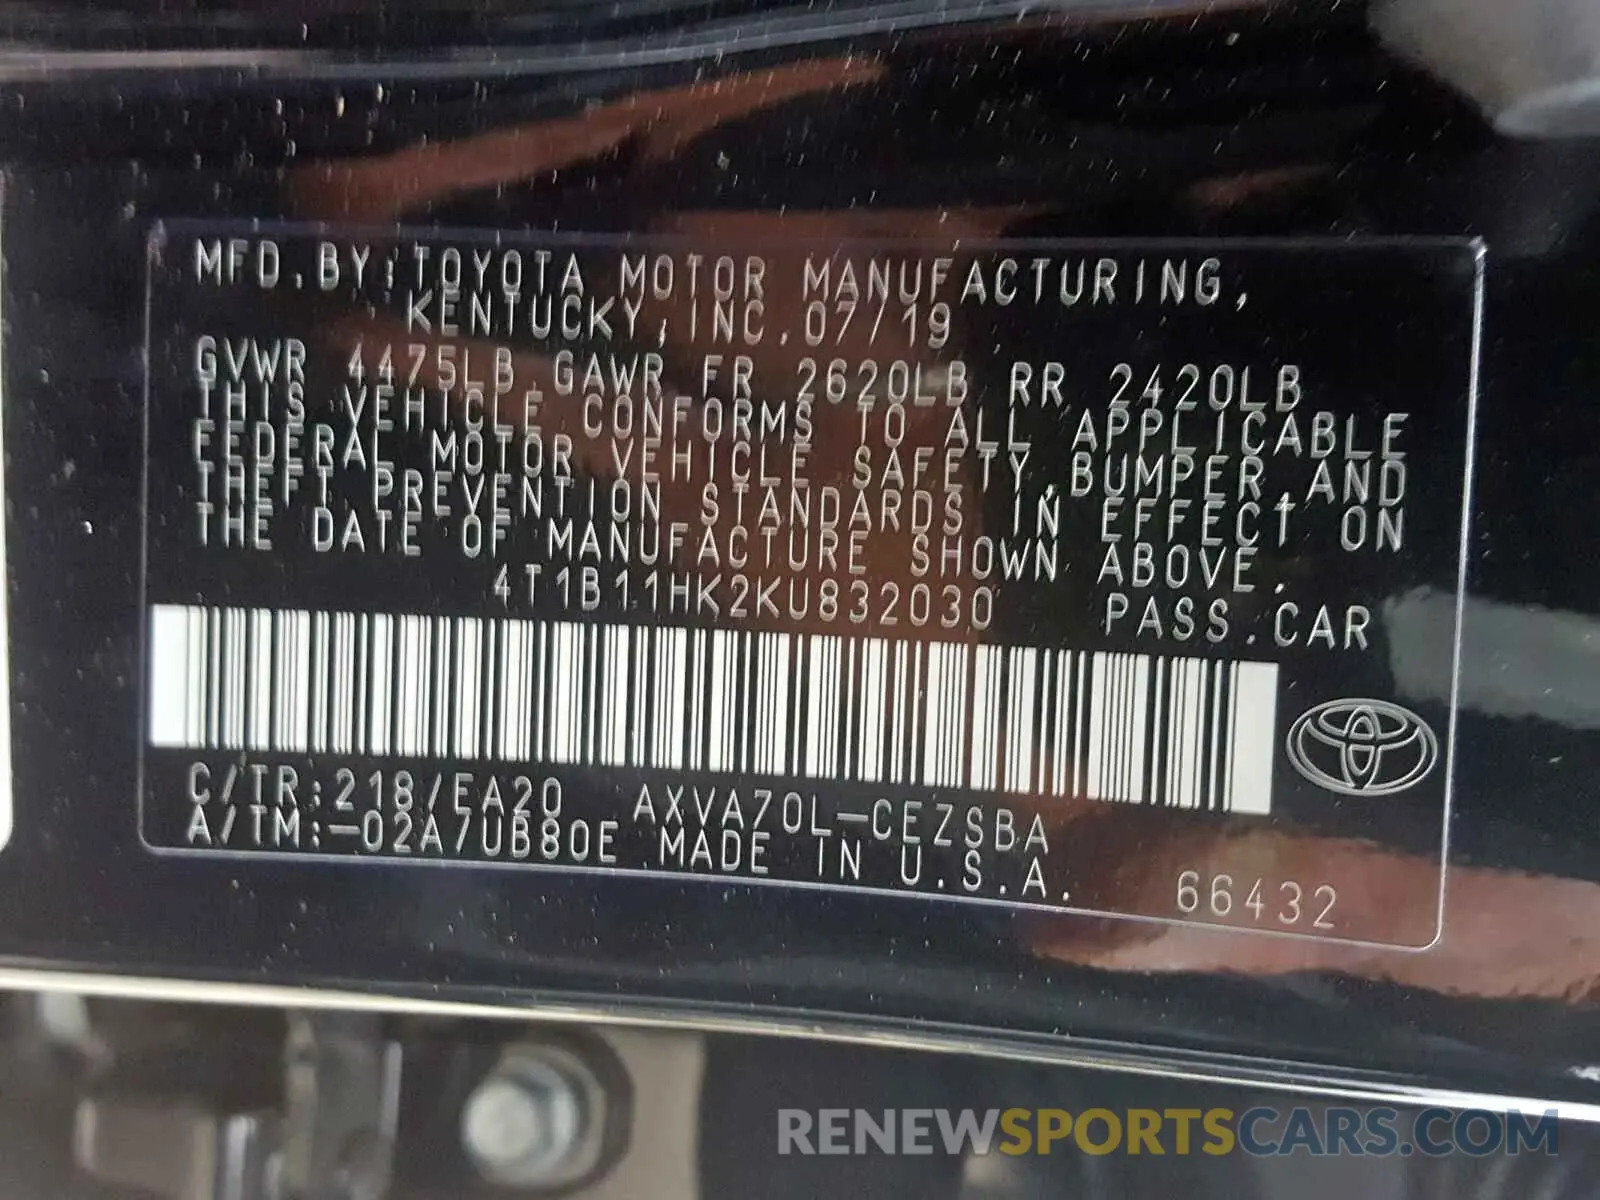 MFD.BY:TOYOTA MOTOR MANUFACTURING,
KENTUCKY,INC.07/19
GVWR 4475LB GAWR FR 2620LB RR 2420LB
THIS VEHICLE CONFORMS TO ALL APPLICABLE
FEDERAL MOTOR VEHICLE SAFETY,BUMPER,AND
THEFT PREVENTION STANDARDS IN EFFECT ON
THE DATE OF MANUFACTURE SHOWN ABOVE.
4T1B11HK2KU832030 PASS.CAR
C/TR:218/EA20 AXVA70L-CEZSBA
A/TM:-02A/UB80E MADE IN U.S.A.
66432
RENEWSPORTSCARS.COM